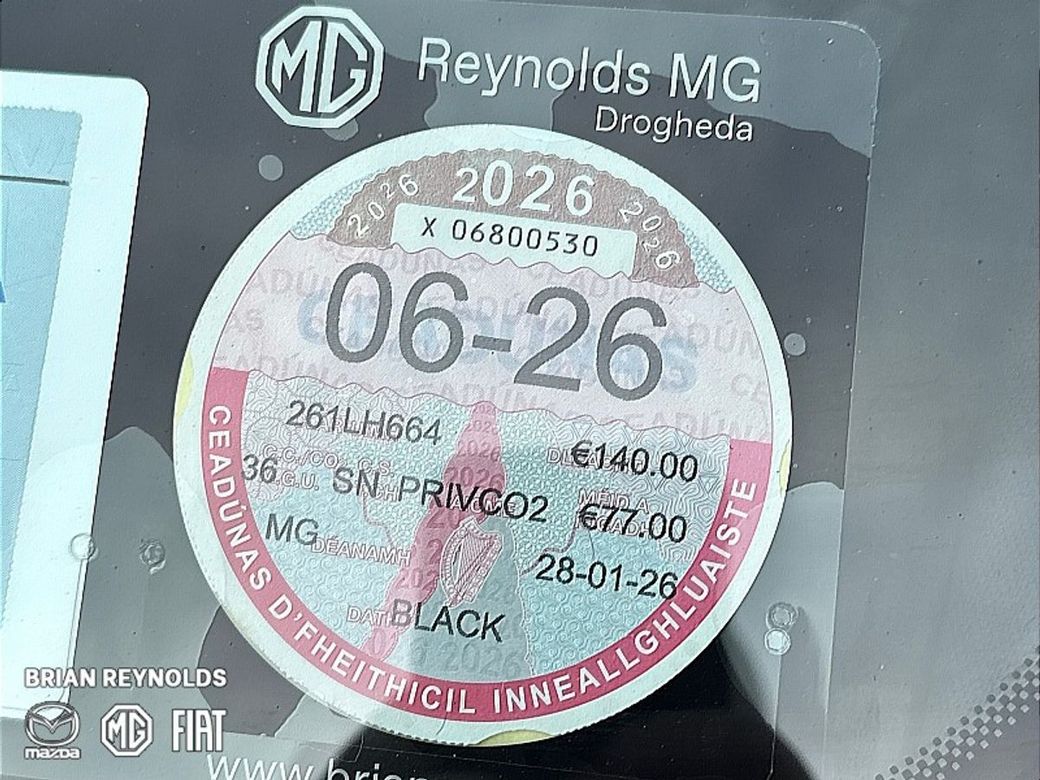 MG Reynolds MG
Drogheda
2026 2026 2026
X 06800530
06-26
261LH664 €140.00
36 SN PRIVCO2 €77.00
MG DÉANAMH 28-01-26
BLACK
CEADÚNAS D'FHEITHICIL INNEALLGHLUAISTE
BRIAN REYNOLDS
mazda MG FIAT